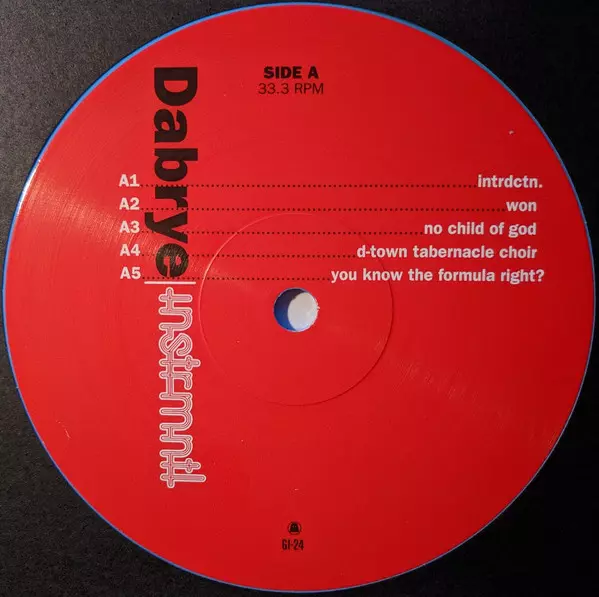 SIDE A
33.3 RPM
Dabrye|instrmntl
A1 intrdctn.
A2 won
A3 no child of god
A4 d-town tabernacle choir
A5 you know the formula right?
GI-24